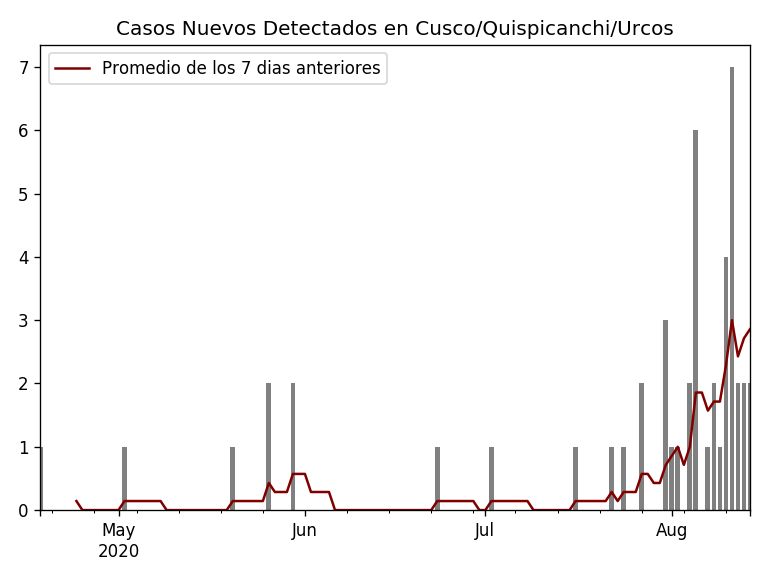 Casos Nuevos Detectados en Cusco/Quispicanchi/Urcos
Promedio de los 7 dias anteriores
7
6
5
4
3
2
1
0
May
2020
Jun
Jul
Aug